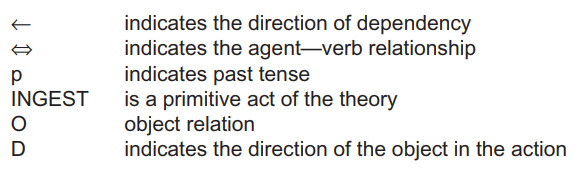 ← indicates the direction of dependency
⇔ indicates the agent—verb relationship
p indicates past tense
INGEST is a primitive act of the theory
O object relation
D indicates the direction of the object in the action